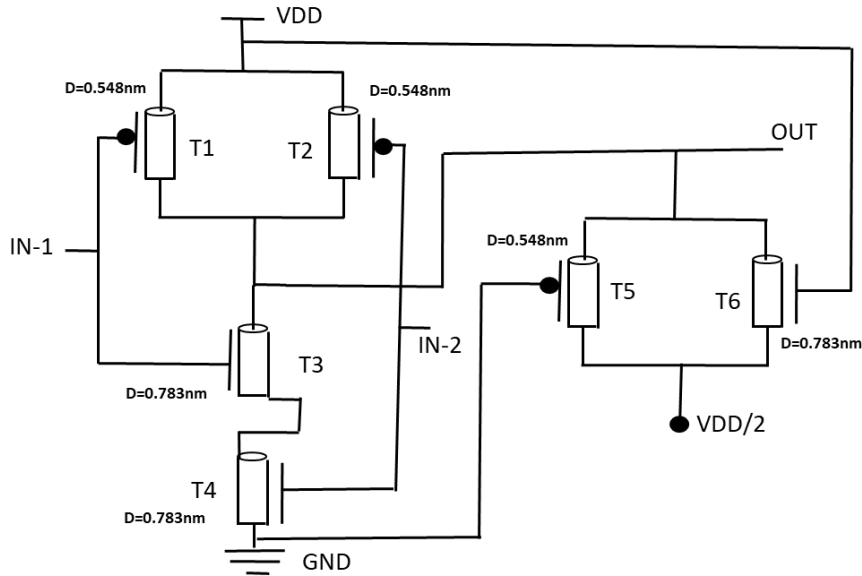 VDD
D=0.548nm
D=0.548nm
T1
T2
OUT
IN-1
D=0.548nm
T5
T6
IN-2
D=0.783nm
T3
D=0.783nm
VDD/2
T4
D=0.783nm
GND